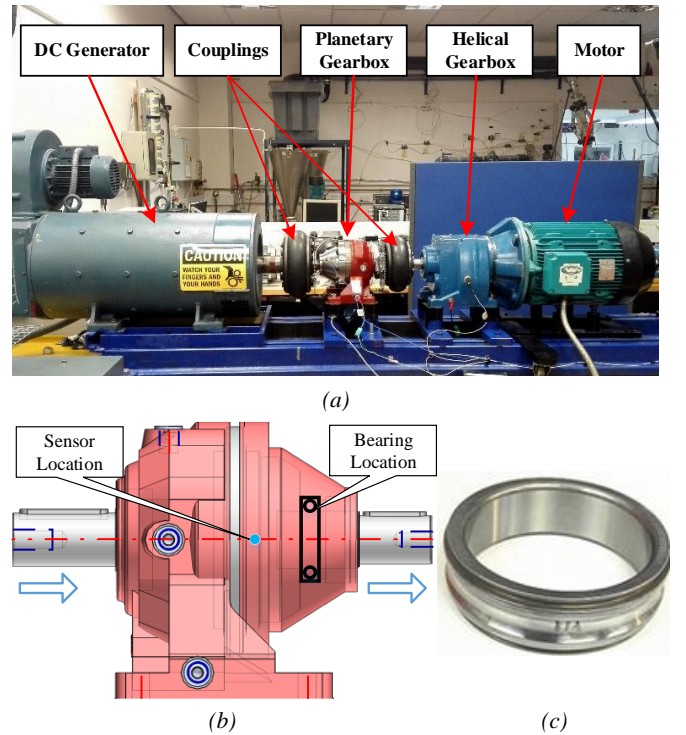 DC Generator
Couplings
Planetary
Gearbox
Helical
Gearbox
Motor
CAUTION
WATCH YOUR
FINGERS AND
YOUR HANDS
(a)
Sensor
Location
Bearing
Location
(b)
(c)